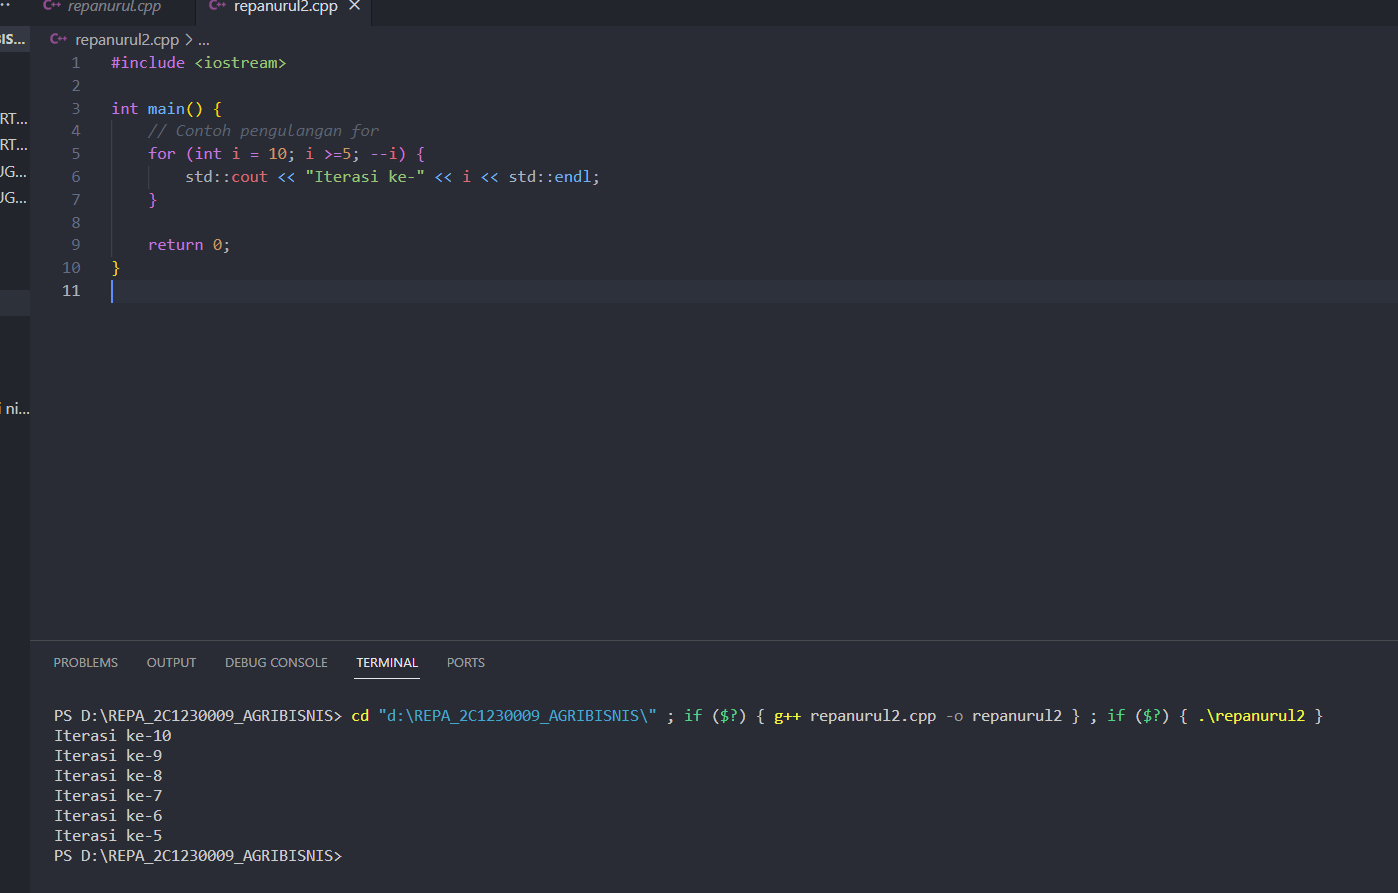 repanurul.cpp repanurul2.cpp
IS...
repanurul2.cpp > ...
1 #include <iostream>
2
3 int main() {
RT...
4 // Contoh pengulangan for
RT...
5 for (int i = 10; i >=5; --i) {
UG...
6 std::cout << "Iterasi ke-" << i << std::endl;
UG...
7 }
8
9 return 0;
10 }
11
i ni...
PROBLEMS OUTPUT DEBUG CONSOLE TERMINAL PORTS
PS D:\REPA_2C1230009_AGRIBISNIS> cd "d:\REPA_2C1230009_AGRIBISNIS\" ; if ($?) { g++ repanurul2.cpp -o repanurul2 } ; if ($?) { .\repanurul2 }
Iterasi ke-10
Iterasi ke-9
Iterasi ke-8
Iterasi ke-7
Iterasi ke-6
Iterasi ke-5
PS D:\REPA_2C1230009_AGRIBISNIS>